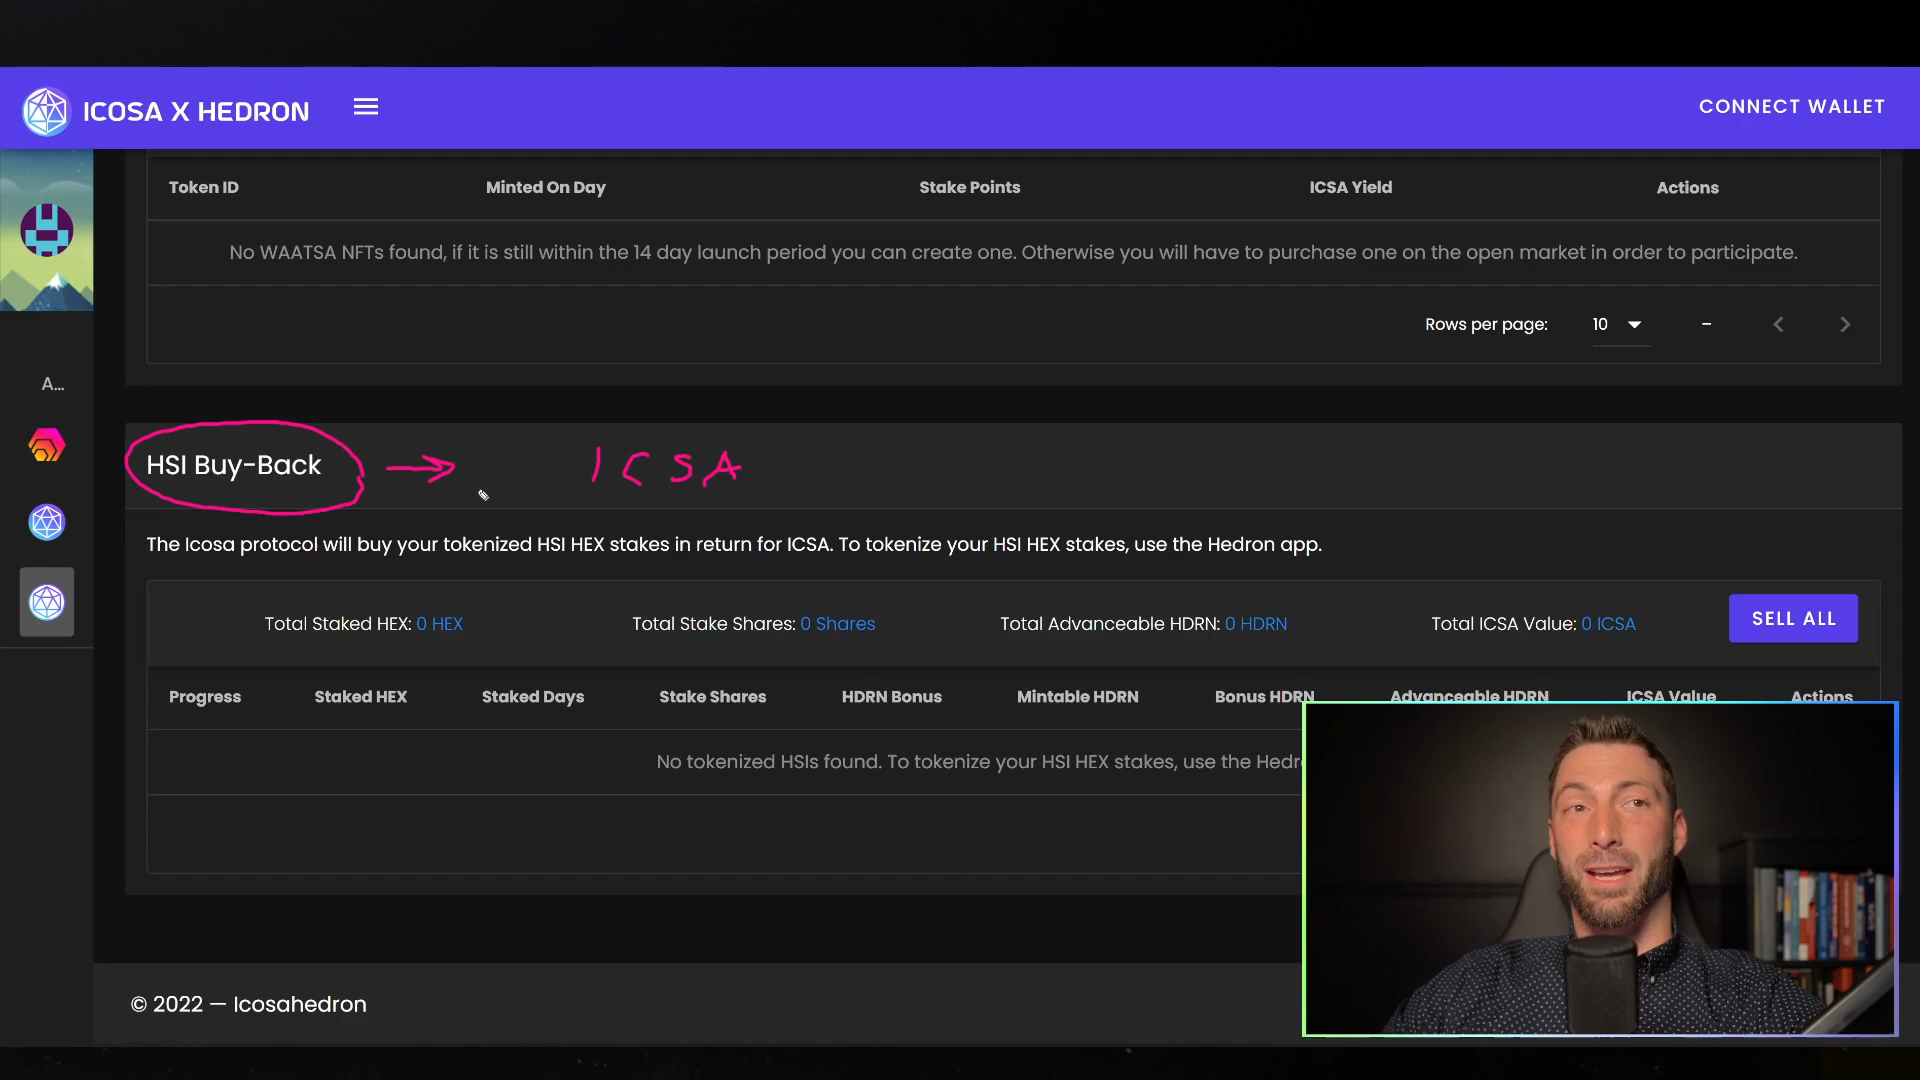 ICOSA X HEDRON
CONNECT WALLET
Token ID Minted On Day Stake Points ICSA Yield Actions
No WAATSA NFTs found, if it is still within the 14 day launch period you can create one. Otherwise you will have to purchase one on the open market in order to participate.
Rows per page: 10 –
A...
HSI Buy-Back → ICSA
The Icosa protocol will buy your tokenized HSI HEX stakes in return for ICSA. To tokenize your HSI HEX stakes, use the Hedron app.
Total Staked HEX: 0 HEX Total Stake Shares: 0 Shares Total Advanceable HDRN: 0 HDRN Total ICSA Value: 0 ICSA SELL ALL
Progress Staked HEX Staked Days Stake Shares HDRN Bonus Mintable HDRN Bonus HDRN Advanceable HDRN ICSA Value Actions
No tokenized HSIs found. To tokenize your HSI HEX stakes, use the Hedr
© 2022 — Icosahedron